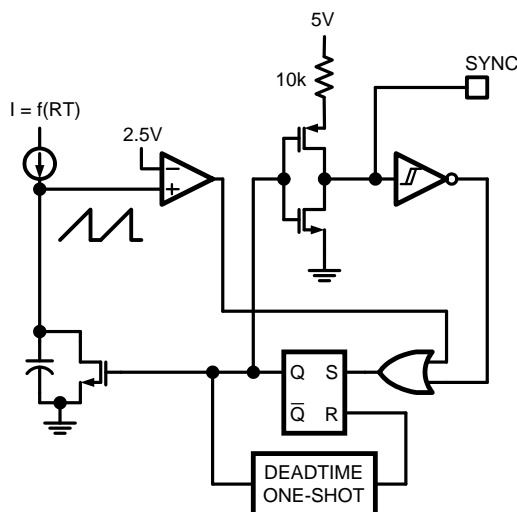 5V
SYNC
10k
I = f(RT)
2.5V
−
+
Q
S
Q̅
R
DEADTIME
ONE-SHOT